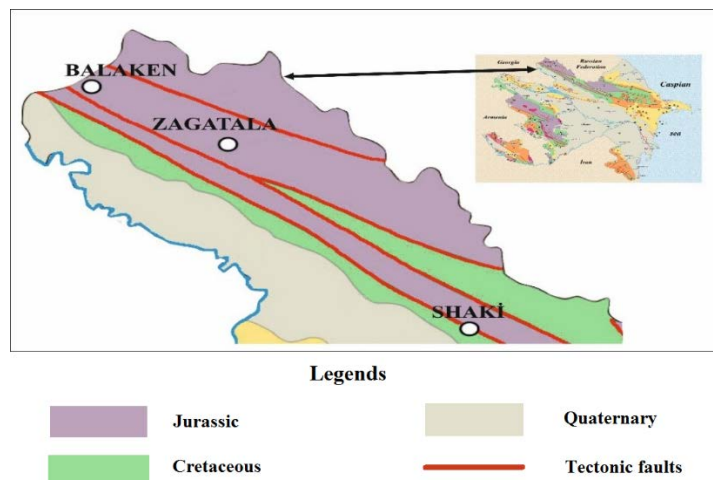 BALAKEN
ZAGATALA
SHAKİ
Georgia
Russian
Federation
Caspian
Armenia
sea
Iran
Legends
Jurassic
Quaternary
Cretaceous
Tectonic faults